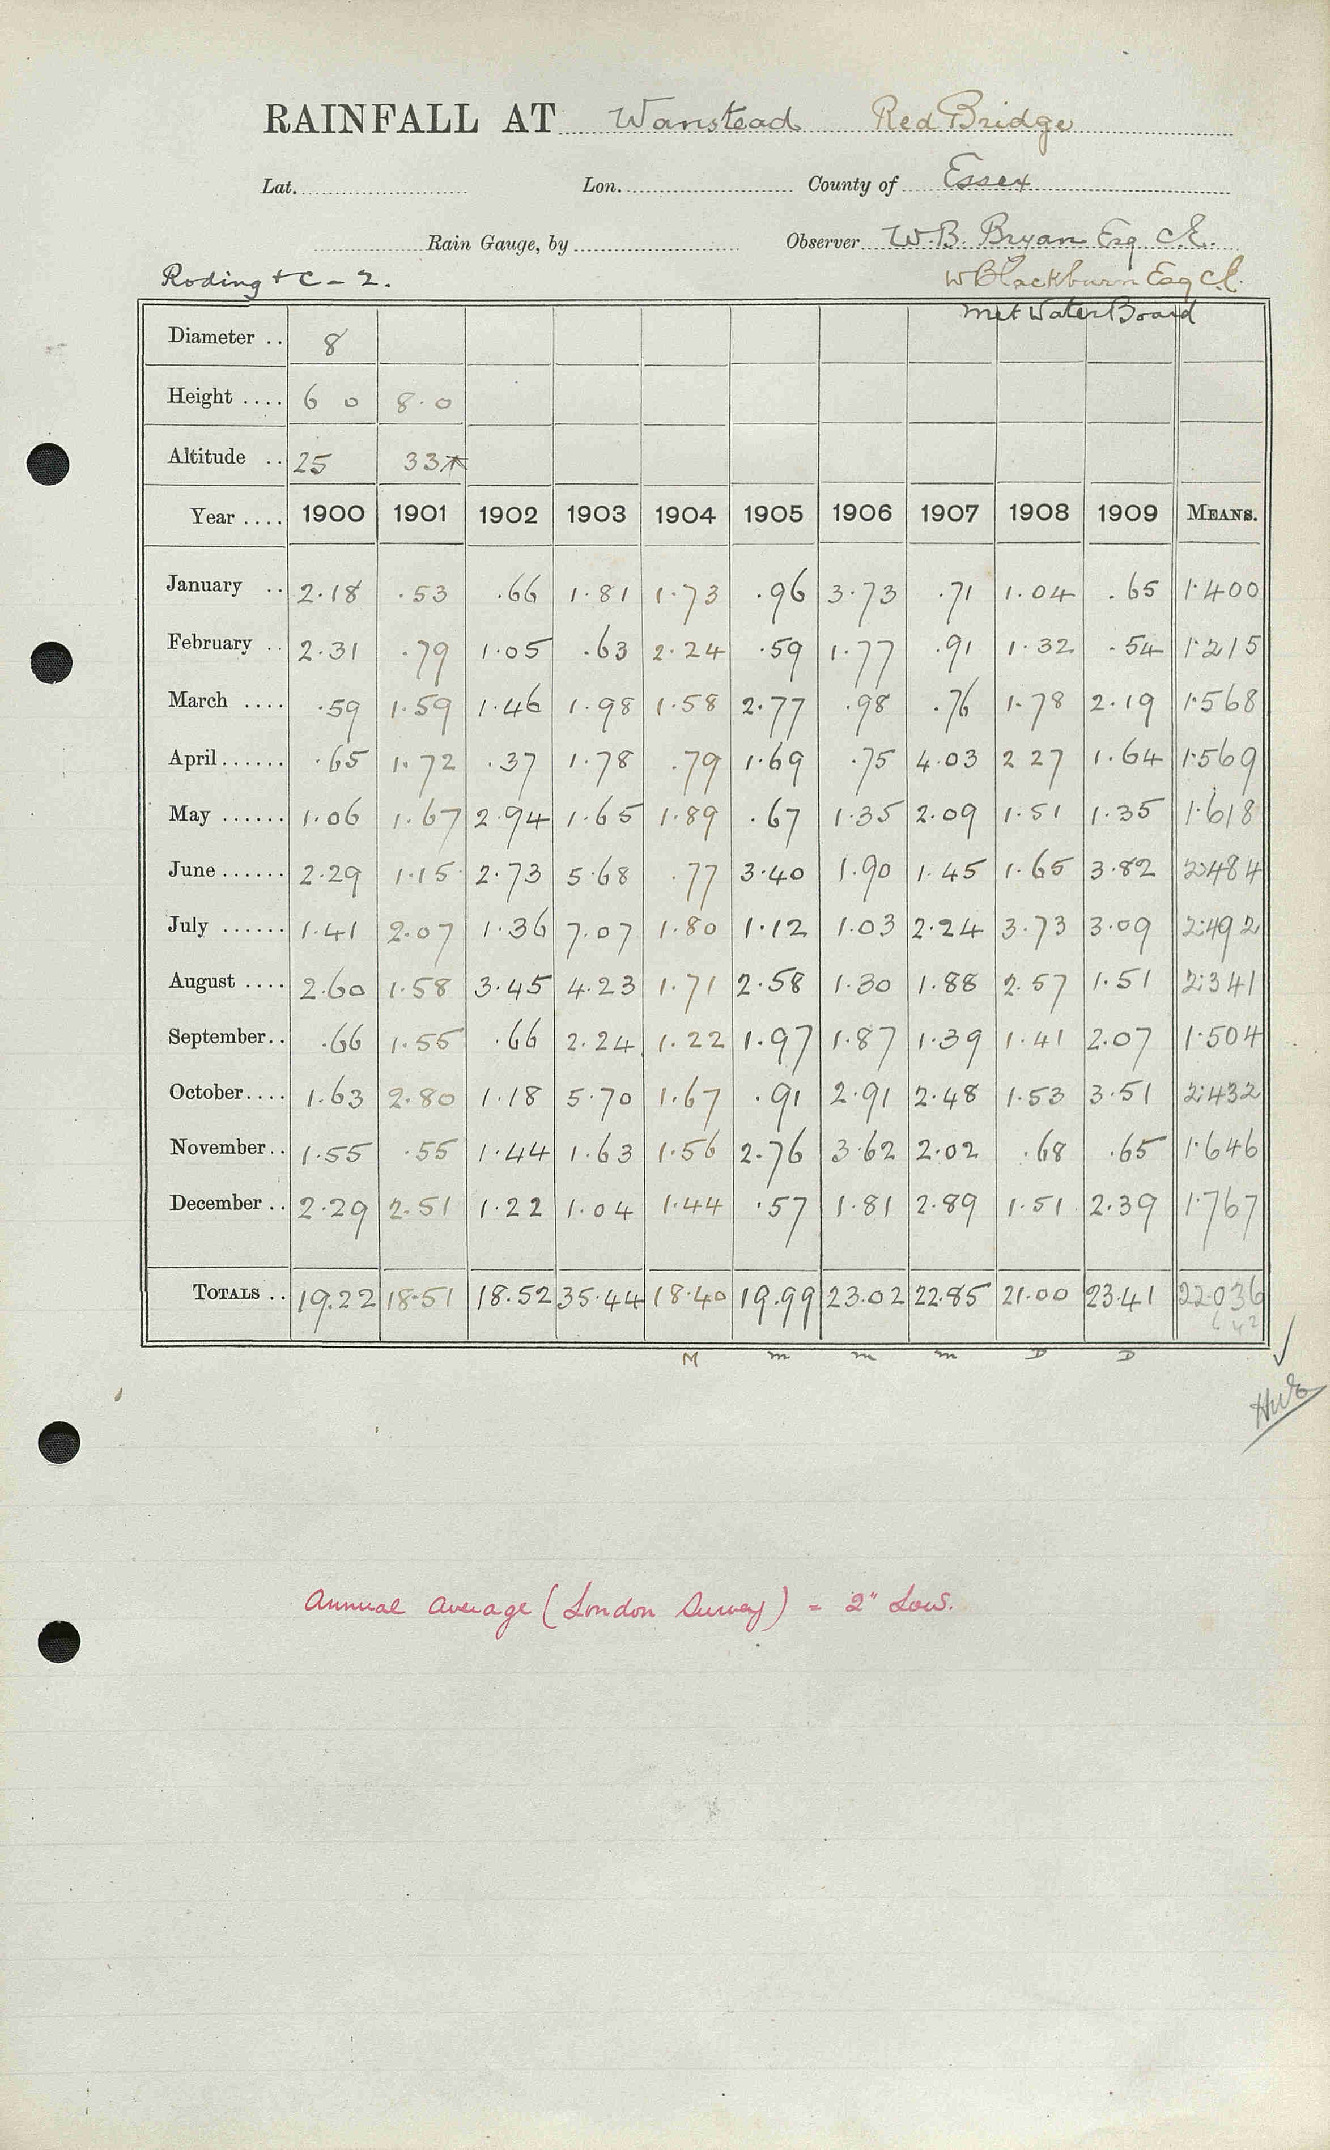 RAINFALL AT Wanstead Red Bridge
Lat. Lon. County of Essex
Rain Gauge, by Observer W.B. Bryan Esq C.E.
Roding + C - 2. W Blackburn Esq C.E.
Met Water Board
Diameter .. 8
Height .... 6 0 8.0
Altitude .. 25 33
Year .... 1900 1901 1902 1903 1904 1905 1906 1907 1908 1909 MEANS.
January .. 2.18 .53 .66 1.81 1.73 .96 3.73 .71 1.04 .65 1.400
February .. 2.31 .79 1.05 .63 2.24 .59 1.77 .91 1.32 .54 1.215
March .... .59 1.59 1.46 1.98 1.58 2.77 .98 .76 1.78 2.19 1.568
April ...... .65 1.72 .37 1.78 .79 1.69 .75 4.03 2 27 1.64 1.569
May ...... 1.06 1.67 2.94 1.65 1.89 .67 1.35 2.09 1.51 1.35 1.618
June ...... 2.29 1.15 2.73 5.68 .77 3.40 1.90 1.45 1.65 3.82 2.484
July ...... 1.41 2.07 1.36 7.07 1.80 1.12 1.03 2.24 3.73 3.09 2.492
August .... 2.60 1.58 3.45 4.23 1.71 2.58 1.30 1.88 2.57 1.51 2.341
September .. .66 1.55 .66 2.24 1.22 1.97 1.87 1.39 1.41 2.07 1.504
October .... 1.63 2.80 1.18 5.70 1.67 .91 2.91 2.48 1.53 3.51 2.432
November .. 1.55 .55 1.44 1.63 1.56 2.76 3.62 2.02 .68 .65 1.646
December .. 2.29 2.51 1.22 1.04 1.44 .57 1.81 2.89 1.51 2.39 1.767
TOTALS .. 19.22 18.51 18.52 35.44 18.40 19.99 23.02 22.85 21.00 23.41 22.036
M m m m D D
Annual average (London Survey) = 2" Low.